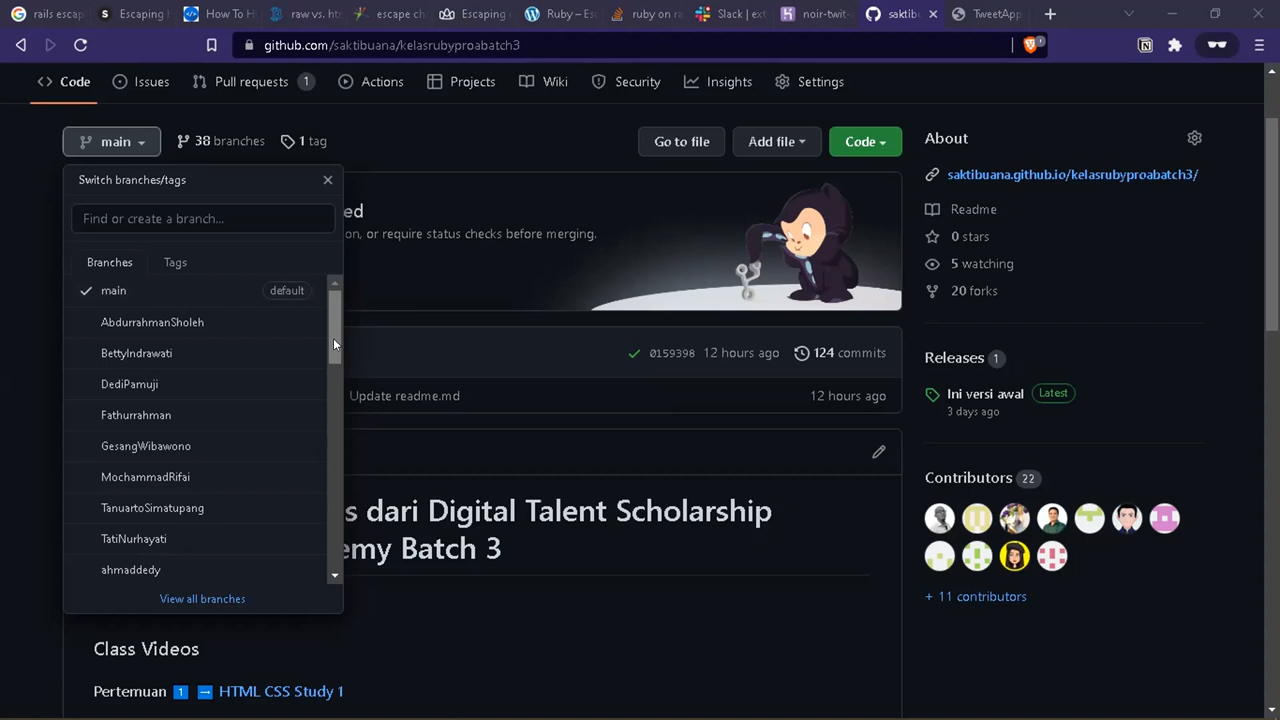 rails escap
Escaping h
How To H
raw vs. ht
escape cha
Escaping c
Ruby – Esc
ruby on ra
Slack | ext
noir-twit-
saktib
TweetApp
github.com/saktibuana/kelasrubyproabatch3
Code
Issues
Pull requests 1
Actions
Projects
Wiki
Security
Insights
Settings
main
38 branches
1 tag
Go to file
Add file
Code
Switch branches/tags
Find or create a branch...
Branches
Tags
main default
AbdurrahmanSholeh
BettyIndrawati
DediPamuji
Fathurrahman
GesangWibawono
MochammadRifai
TanuartoSimatupang
TatiNurhayati
ahmaddedy
View all branches
ed
on, or require status checks before merging.
0159398 12 hours ago 124 commits
Update readme.md 12 hours ago
s dari Digital Talent Scholarship
emy Batch 3
Class Videos
Pertemuan 1 HTML CSS Study 1
About
saktibuana.github.io/kelasrubyproabatch3/
Readme
0 stars
5 watching
20 forks
Releases 1
Ini versi awal Latest
3 days ago
Contributors 22
+ 11 contributors